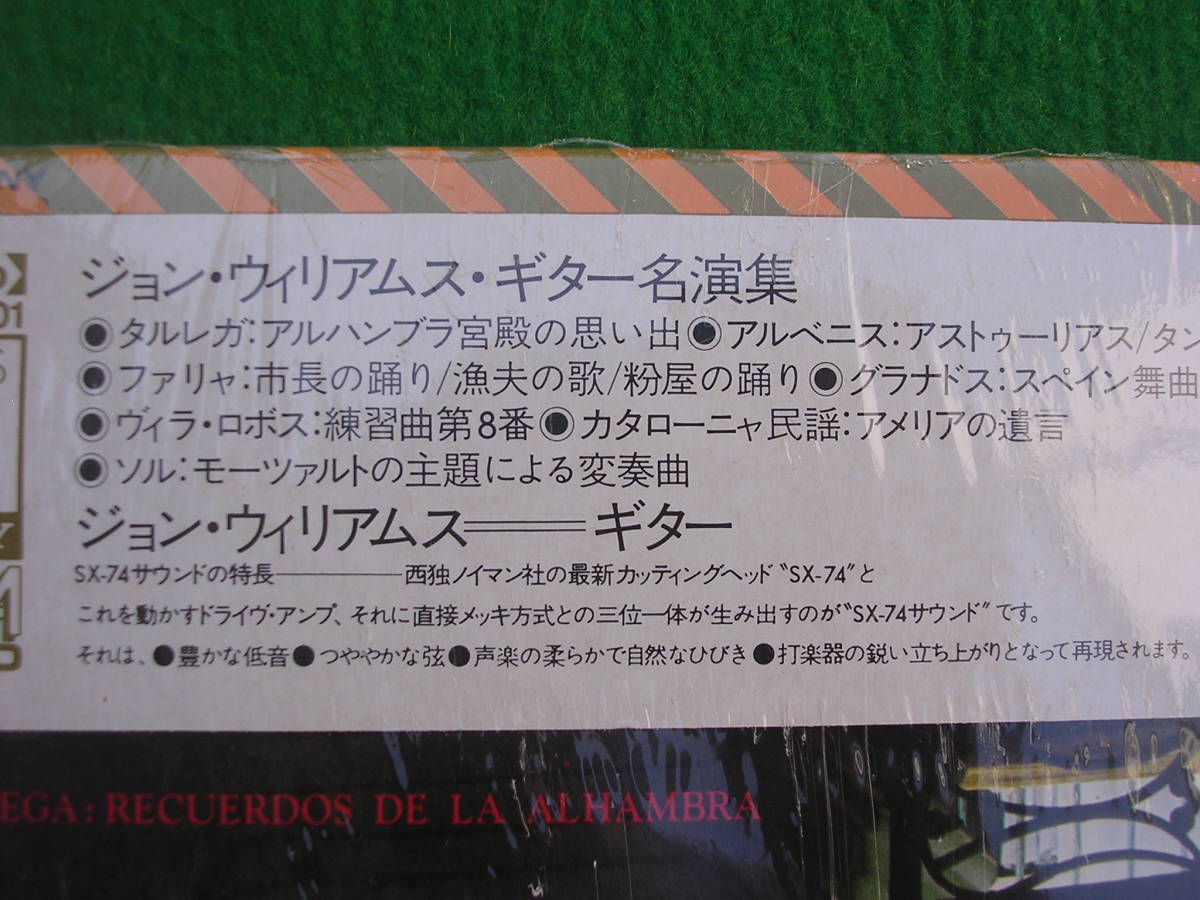 ジョン・ウィリアムス・ギター名演集
◉タルレガ:アルハンブラ宮殿の思い出◉アルベニス:アストゥーリアス/タン
◉ファリャ:市長の踊り/漁夫の歌/粉屋の踊り◉グラナドス:スペイン舞曲
◉ヴィラ・ロボス:練習曲第8番◉カタローニャ民謡:アメリアの遺言
◉ソル:モーツァルトの主題による変奏曲
ジョン・ウィリアムス══ギター
SX-74サウンドの特長────西独ノイマン社の最新カッティングヘッド〝SX-74〟と
これを動かすドライヴ・アンプ、それに直接メッキ方式との三位一体が生み出すのが〝SX-74サウンド〟です。
それは、●豊かな低音●つややかな弦●声楽の柔らかで自然なひびき●打楽器の鋭い立ち上がりとなって再現されます。
EGA: RECUERDOS DE LA ALHAMBRA